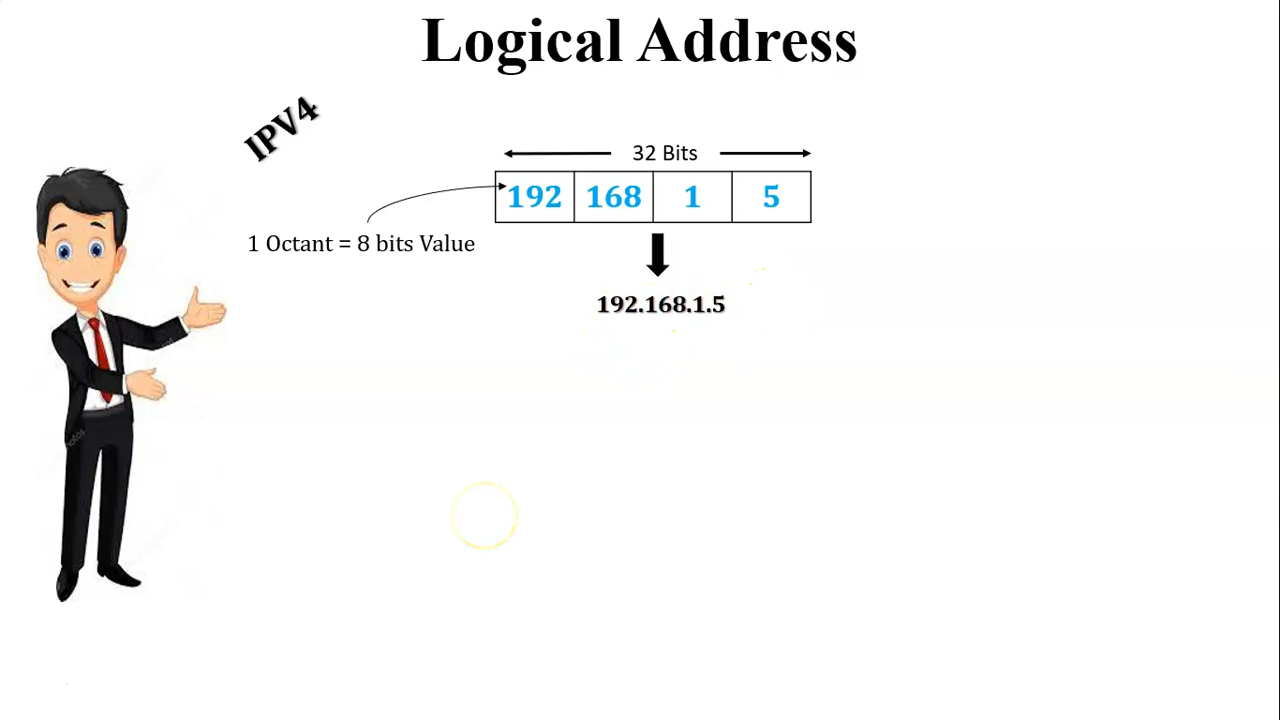 Logical Address
IPV4
32 Bits
192 168 1 5
1 Octant = 8 bits Value
192.168.1.5